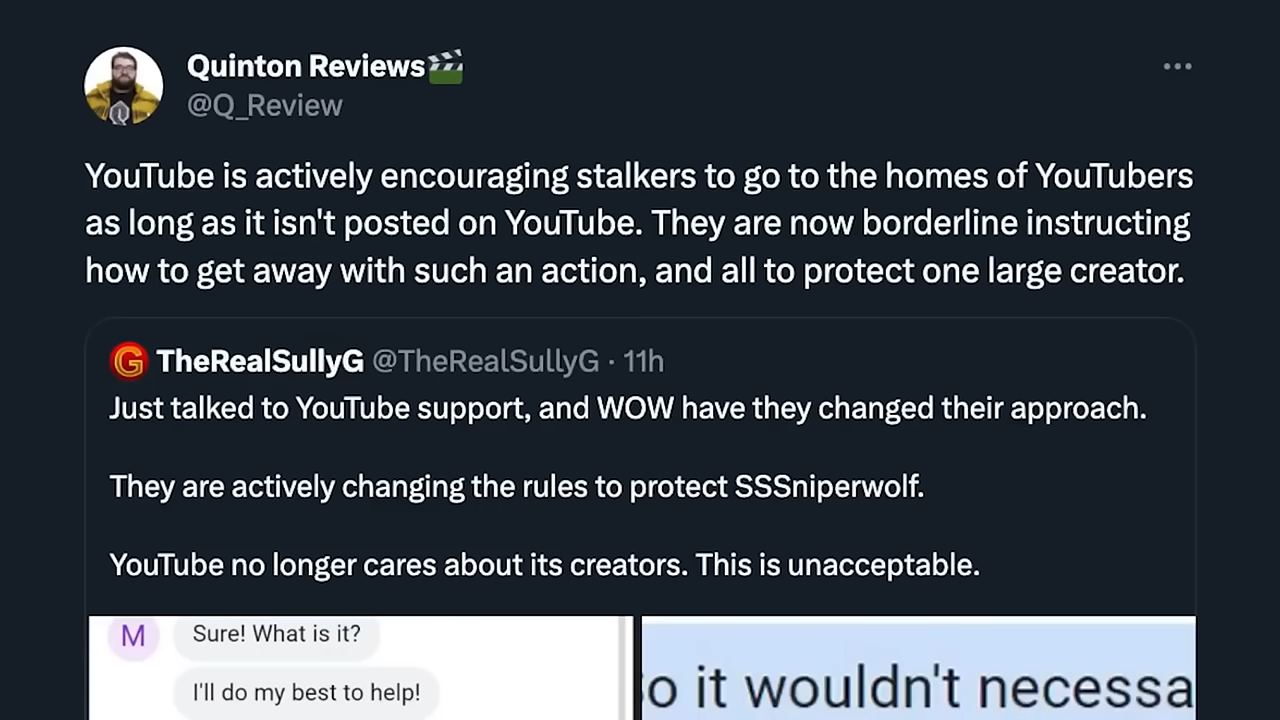 Quinton Reviews🎬
@Q_Review
YouTube is actively encouraging stalkers to go to the homes of YouTubers
as long as it isn't posted on YouTube. They are now borderline instructing
how to get away with such an action, and all to protect one large creator.
G TheRealSullyG @TheRealSullyG · 11h
Just talked to YouTube support, and WOW have they changed their approach.
They are actively changing the rules to protect SSSniperwolf.
YouTube no longer cares about its creators. This is unacceptable.
M Sure! What is it?
I'll do my best to help!
it wouldn't